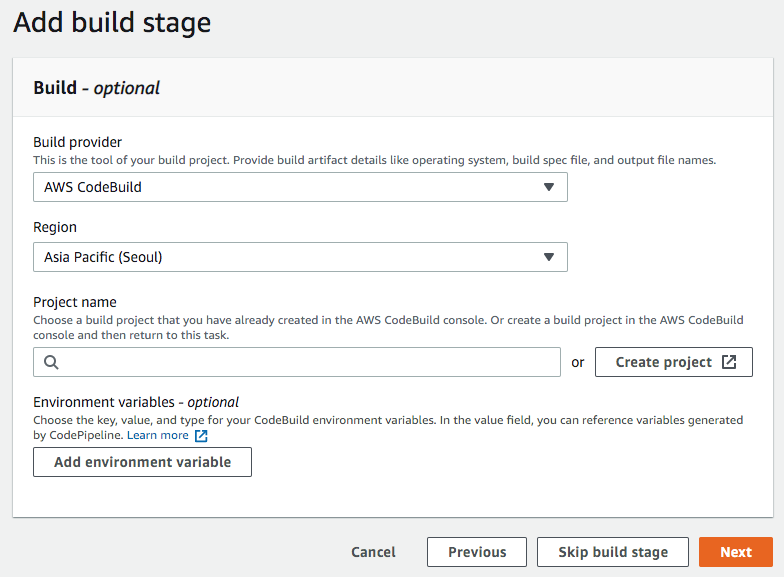 Add build stage
Build - optional
Build provider
This is the tool of your build project. Provide build artifact details like operating system, build spec file, and output file names.
AWS CodeBuild
Region
Asia Pacific (Seoul)
Project name
Choose a build project that you have already created in the AWS CodeBuild console. Or create a build project in the AWS CodeBuild
console and then return to this task.
or Create project
Environment variables - optional
Choose the key, value, and type for your CodeBuild environment variables. In the value field, you can reference variables generated
by CodePipeline. Learn more
Add environment variable
Cancel Previous Skip build stage Next